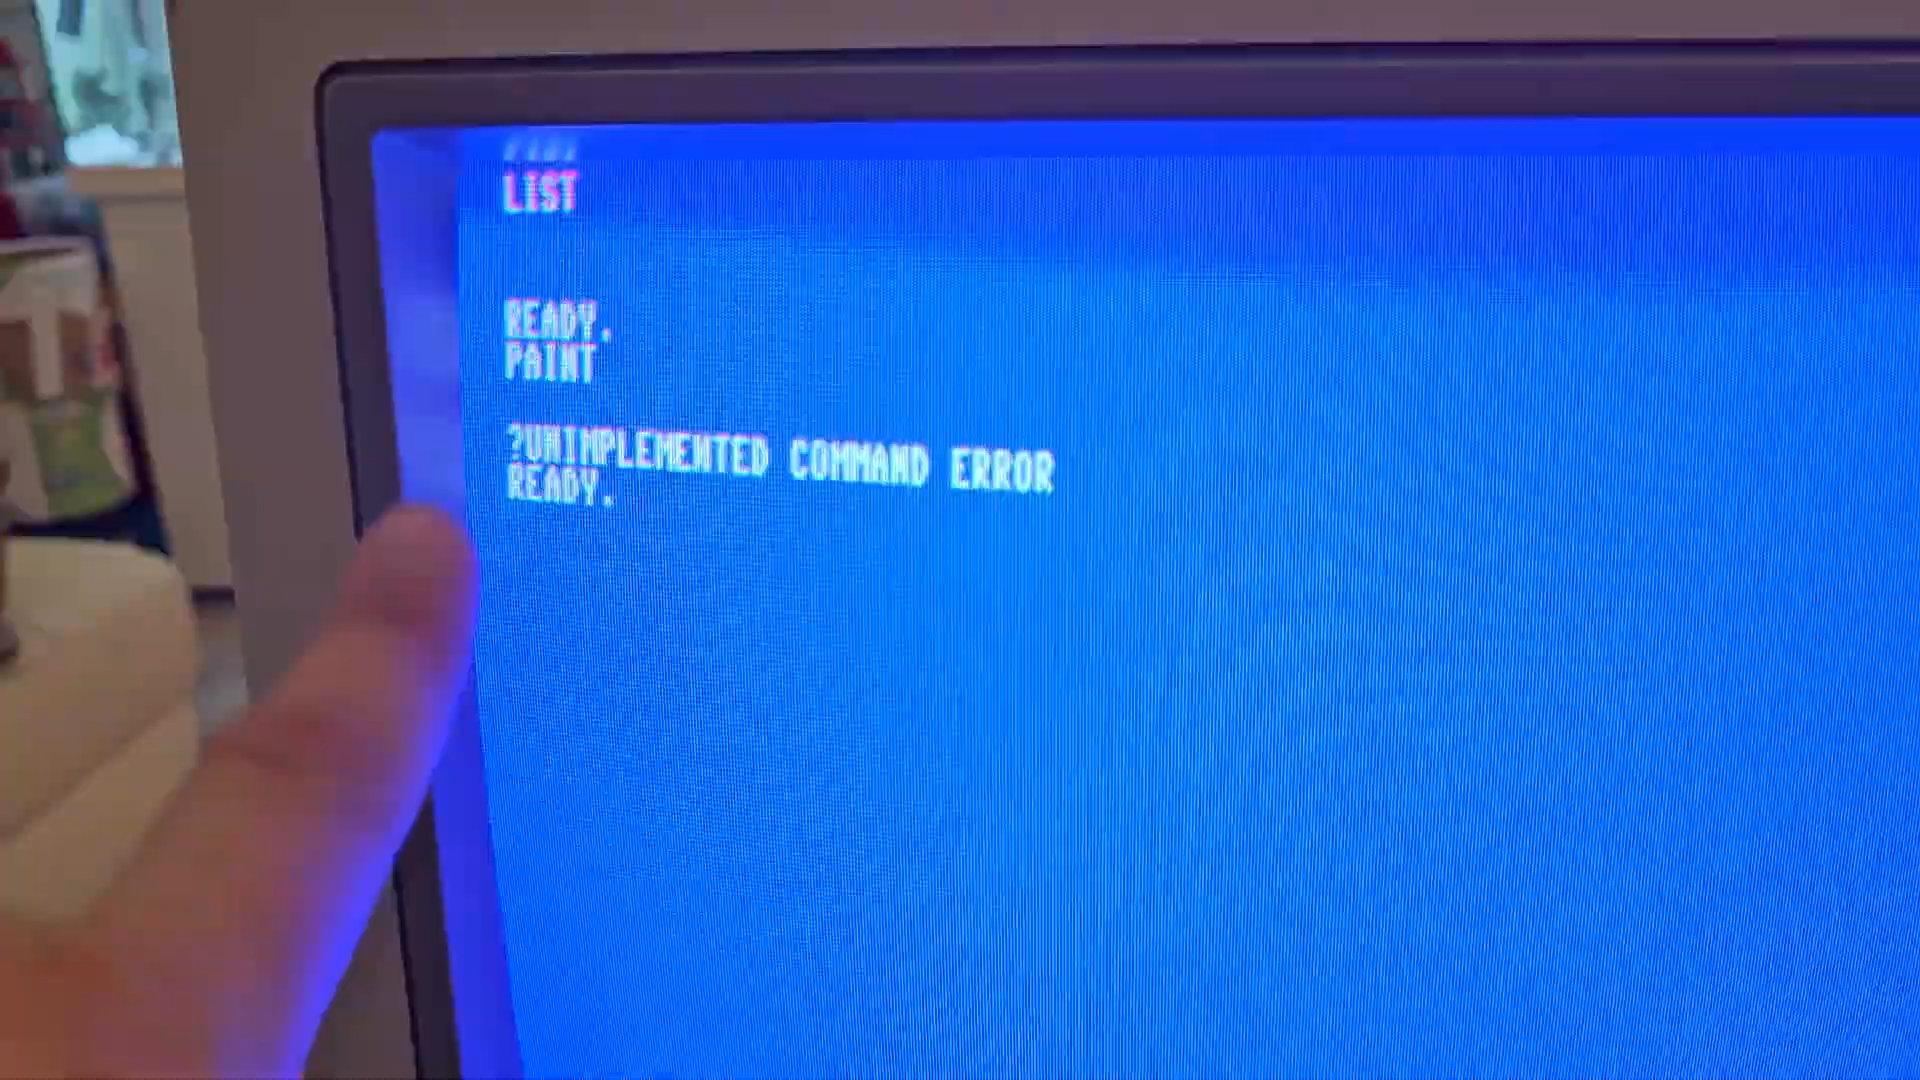 LIST
READY.
PAINT
?UNIMPLEMENTED COMMAND ERROR
READY.